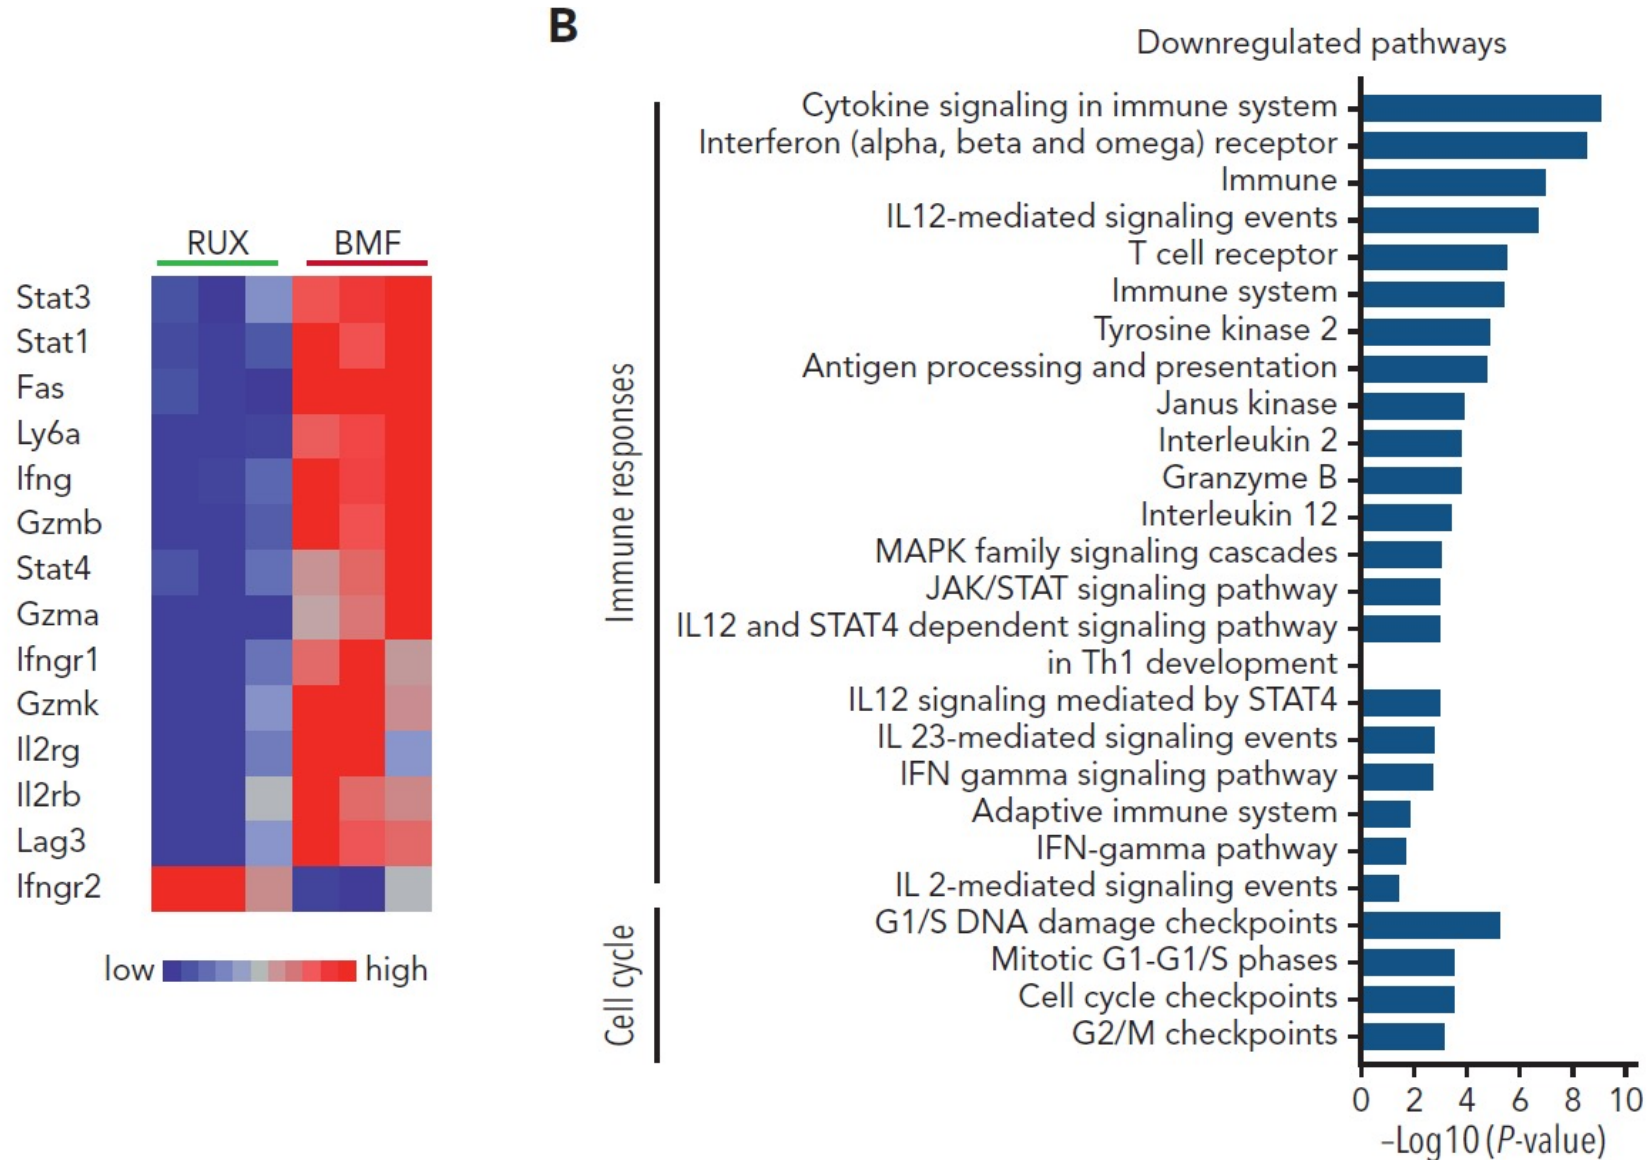 RUX BMF
Stat3
Stat1
Fas
Ly6a
Ifng
Gzmb
Stat4
Gzma
Ifngr1
Gzmk
Il2rg
Il2rb
Lag3
Ifngr2
low high
B
Downregulated pathways
Immune responses
Cytokine signaling in immune system
Interferon (alpha, beta and omega) receptor
Immune
IL12-mediated signaling events
T cell receptor
Immune system
Tyrosine kinase 2
Antigen processing and presentation
Janus kinase
Interleukin 2
Granzyme B
Interleukin 12
MAPK family signaling cascades
JAK/STAT signaling pathway
IL12 and STAT4 dependent signaling pathway
in Th1 development
IL12 signaling mediated by STAT4
IL 23-mediated signaling events
IFN gamma signaling pathway
Adaptive immune system
IFN-gamma pathway
IL 2-mediated signaling events
Cell cycle
G1/S DNA damage checkpoints
Mitotic G1-G1/S phases
Cell cycle checkpoints
G2/M checkpoints
0 2 4 6 8 10
–Log10 (P-value)